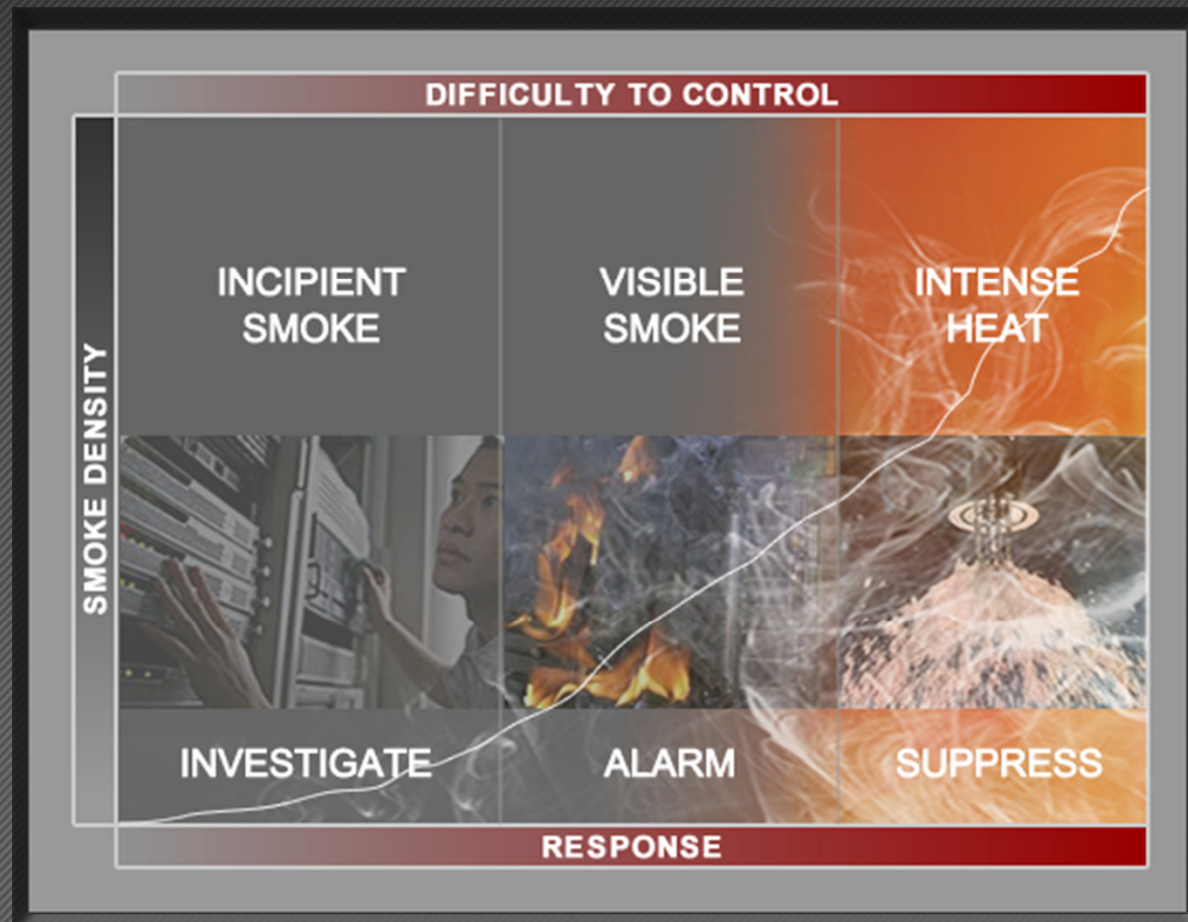 DIFFICULTY TO CONTROL
SMOKE DENSITY
INCIPIENT
SMOKE
VISIBLE
SMOKE
INTENSE
HEAT
INVESTIGATE
ALARM
SUPPRESS
RESPONSE